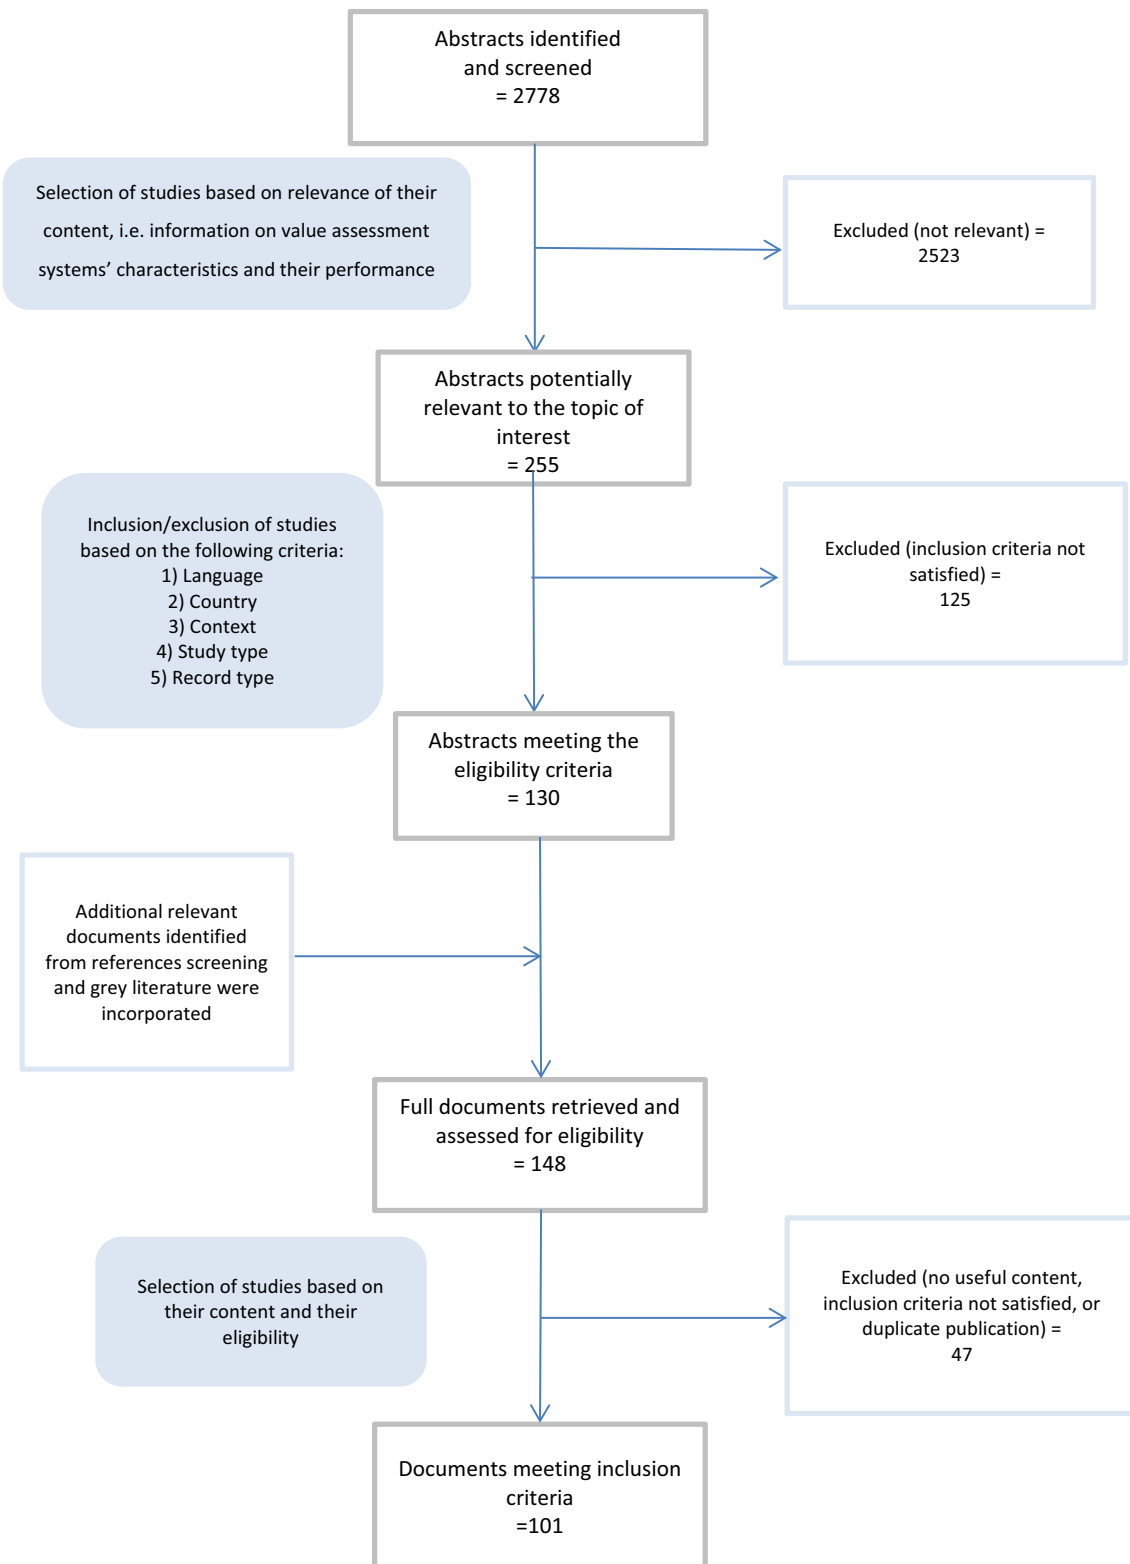 Abstracts identified
and screened
= 2778
Selection of studies based on relevance of their
content, i.e. information on value assessment
systems’ characteristics and their performance
Excluded (not relevant) =
2523
Abstracts potentially
relevant to the topic of
interest
= 255
Inclusion/exclusion of studies
based on the following criteria:
1) Language
2) Country
3) Context
4) Study type
5) Record type
Excluded (inclusion criteria not
satisfied) =
125
Abstracts meeting the
eligibility criteria
= 130
Additional relevant
documents identified
from references screening
and grey literature were
incorporated
Full documents retrieved and
assessed for eligibility
= 148
Selection of studies based on
their content and their
eligibility
Excluded (no useful content,
inclusion criteria not satisfied, or
duplicate publication) =
47
Documents meeting inclusion
criteria
=101